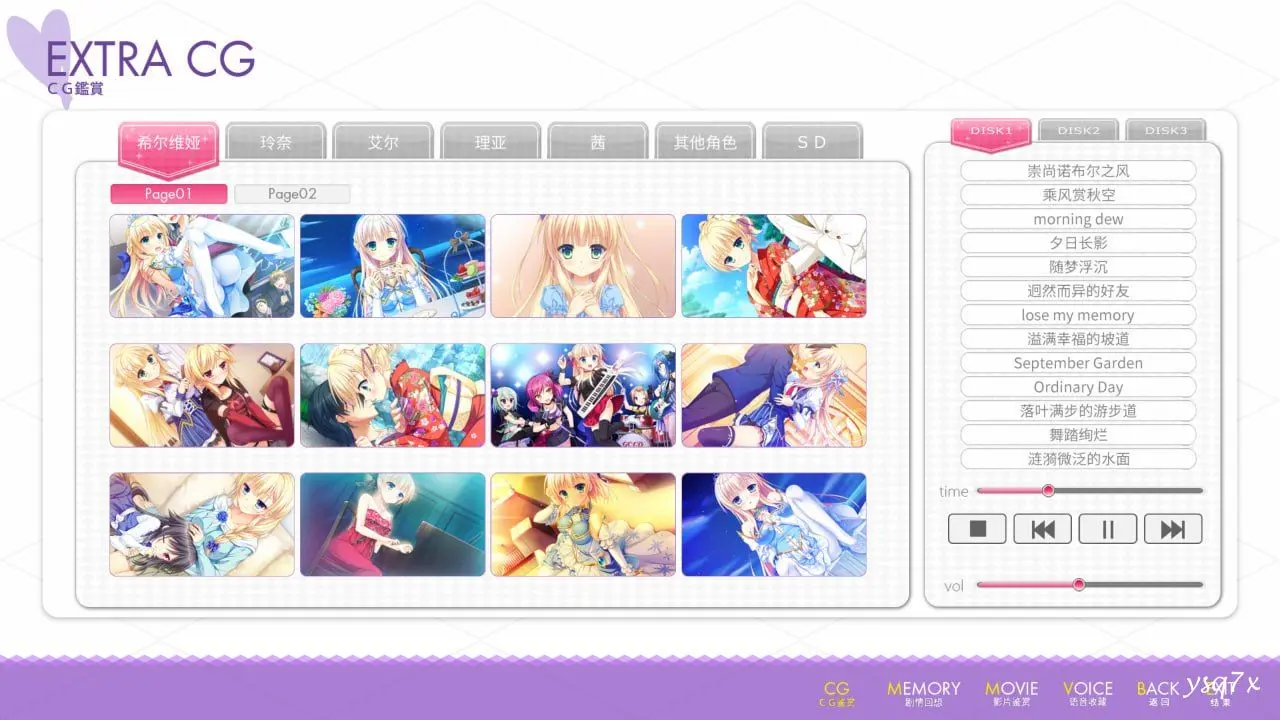 EXTRA CG
CG鑑賞
希尔维娅
玲奈
艾尔
理亚
茜
其他角色
SD
Page01
Page02
DISK1
DISK2
DISK3
崇尚诺布尔之风
乘风赏秋空
morning dew
夕日长影
随梦浮沉
迥然而异的好友
lose my memory
溢满幸福的坡道
September Garden
Ordinary Day
落叶满步的游步道
舞踏绚烂
涟漪微泛的水面
time
vol
CG
CG鉴赏
MEMORY
剧情回想
MOVIE
影片鉴赏
VOICE
语音收藏
BACK
返回
EXIT
结束
ysq7x